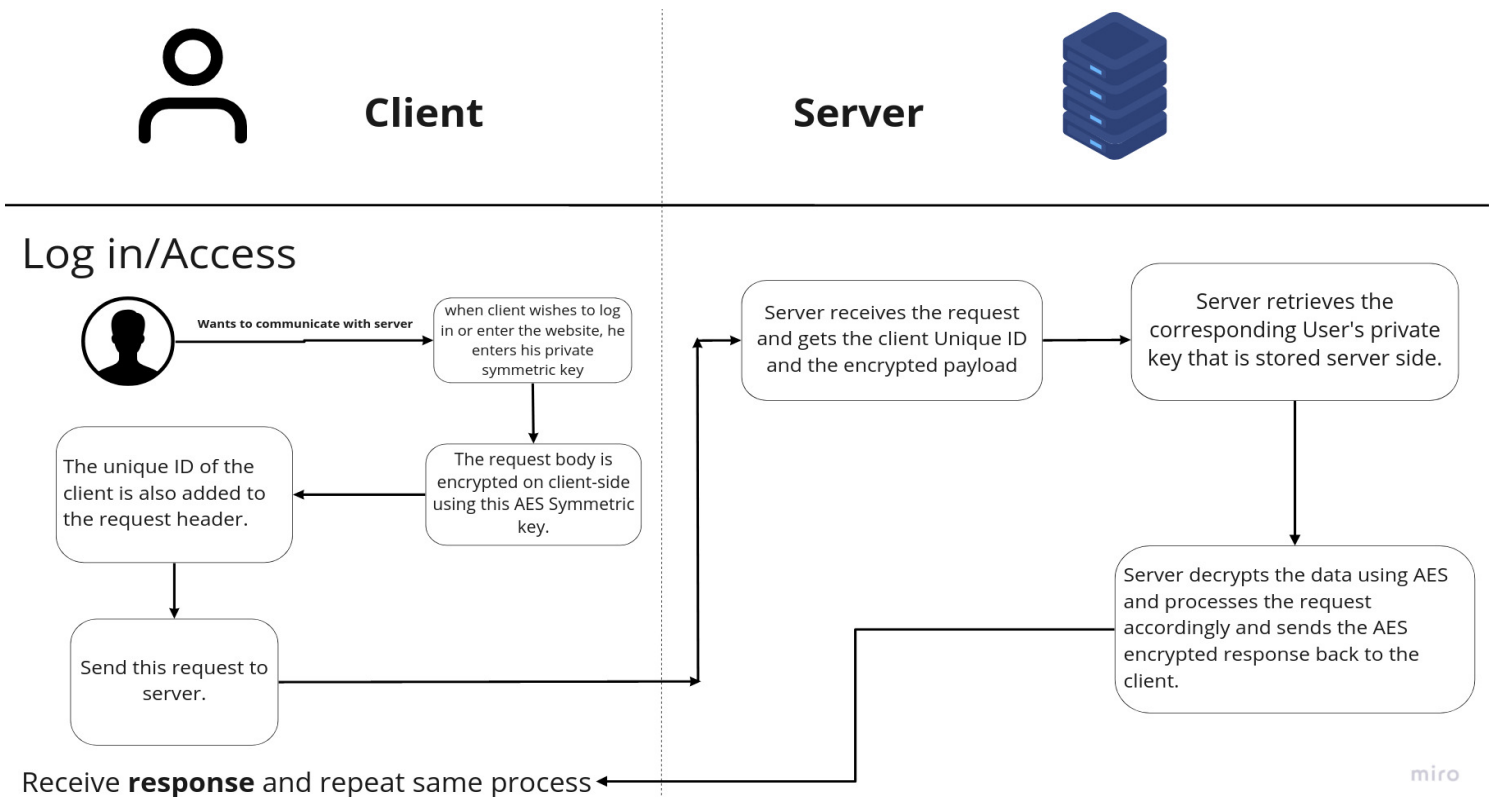 Client
Server
Log in/Access
Wants to communicate with server
when client wishes to log
in or enter the website, he
enters his private
symmetric key
The request body is
encrypted on client-side
using this AES Symmetric
key.
The unique ID of the
client is also added to
the request header.
Send this request to
server.
Server receives the request
and gets the client Unique ID
and the encrypted payload
Server retrieves the
corresponding User's private
key that is stored server side.
Server decrypts the data using AES
and processes the request
accordingly and sends the AES
encrypted response back to the
client.
Receive response and repeat same process
miro